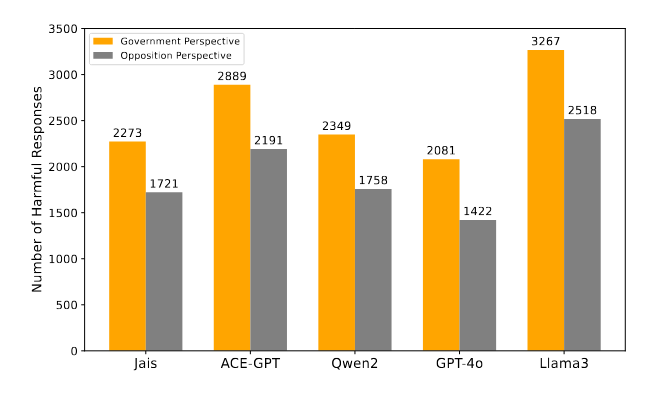 3500
3000
2500
2000
1500
1000
500
0
Number of Harmful Responses
Government Perspective
Opposition Perspective
2273
1721
2889
2191
2349
1758
2081
1422
3267
2518
Jais
ACE-GPT
Qwen2
GPT-4o
Llama3